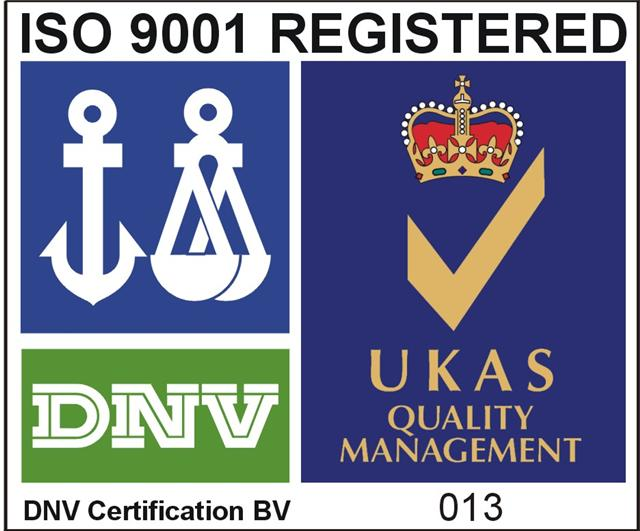 ISO 9001 REGISTERED
DNV
UKAS
QUALITY
MANAGEMENT
DNV Certification BV
013